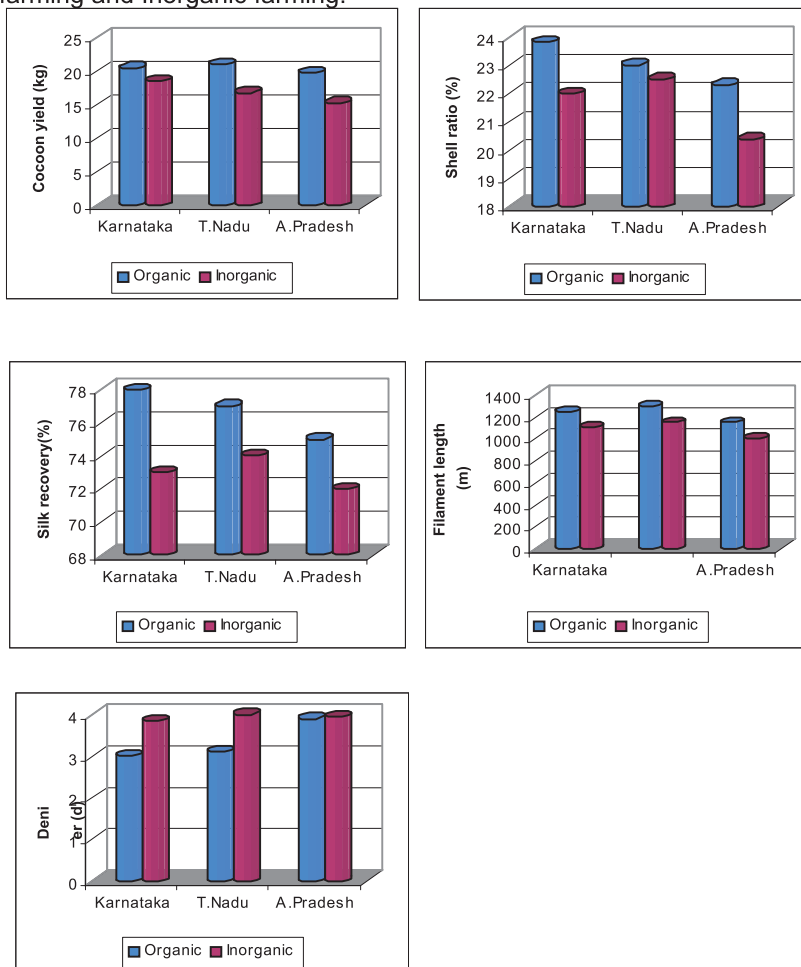 farming and inorganic farming.
Cocoon yield (kg)
25
20
15
10
5
0
Karnataka T.Nadu A.Pradesh
Organic Inorganic
Shell ratio (%)
24
23
22
21
20
19
18
Karnataka T.Nadu A.Pradesh
Organic Inorganic
Silk recovery(%)
78
76
74
72
70
68
Karnataka T.Nadu A.Pradesh
Organic Inorganic
Filament length
(m)
1400
1200
1000
800
600
400
200
0
Karnataka A.Pradesh
Organic Inorganic
Deni
er (d)
4
3
2
1
0
Karnataka T.Nadu A.Pradesh
Organic Inorganic